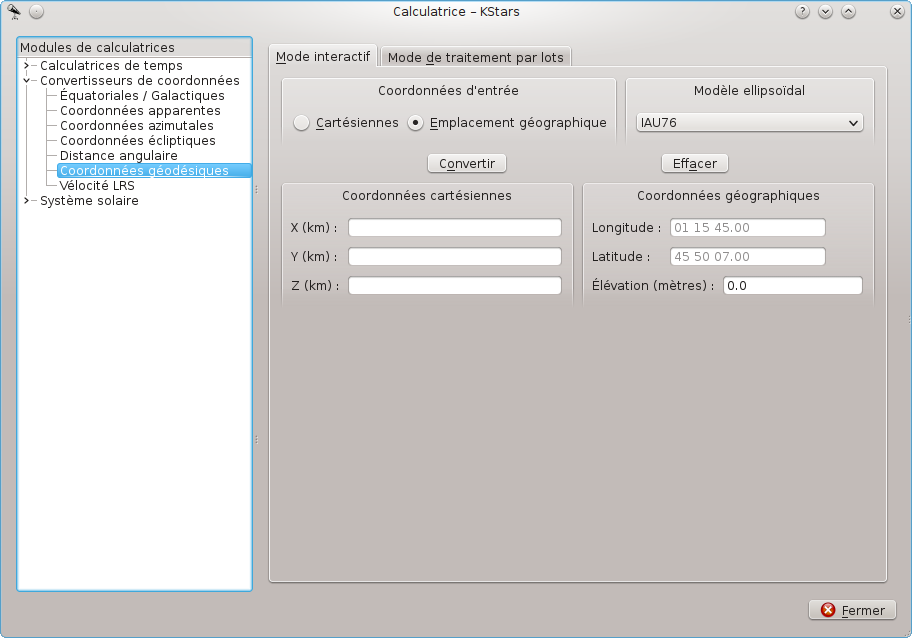 Calculatrice – KStars
Modules de calculatrices
Calculatrices de temps
Convertisseurs de coordonnées
Équatoriales / Galactiques
Coordonnées apparentes
Coordonnées azimutales
Coordonnées écliptiques
Distance angulaire
Coordonnées géodésiques
Vélocité LRS
Système solaire
Mode interactif
Mode de traitement par lots
Coordonnées d'entrée
Cartésiennes
Emplacement géographique
Modèle ellipsoïdal
IAU76
Convertir
Effacer
Coordonnées cartésiennes
X (km) :
Y (km) :
Z (km) :
Coordonnées géographiques
Longitude : 01 15 45.00
Latitude : 45 50 07.00
Élévation (mètres) : 0.0
Fermer